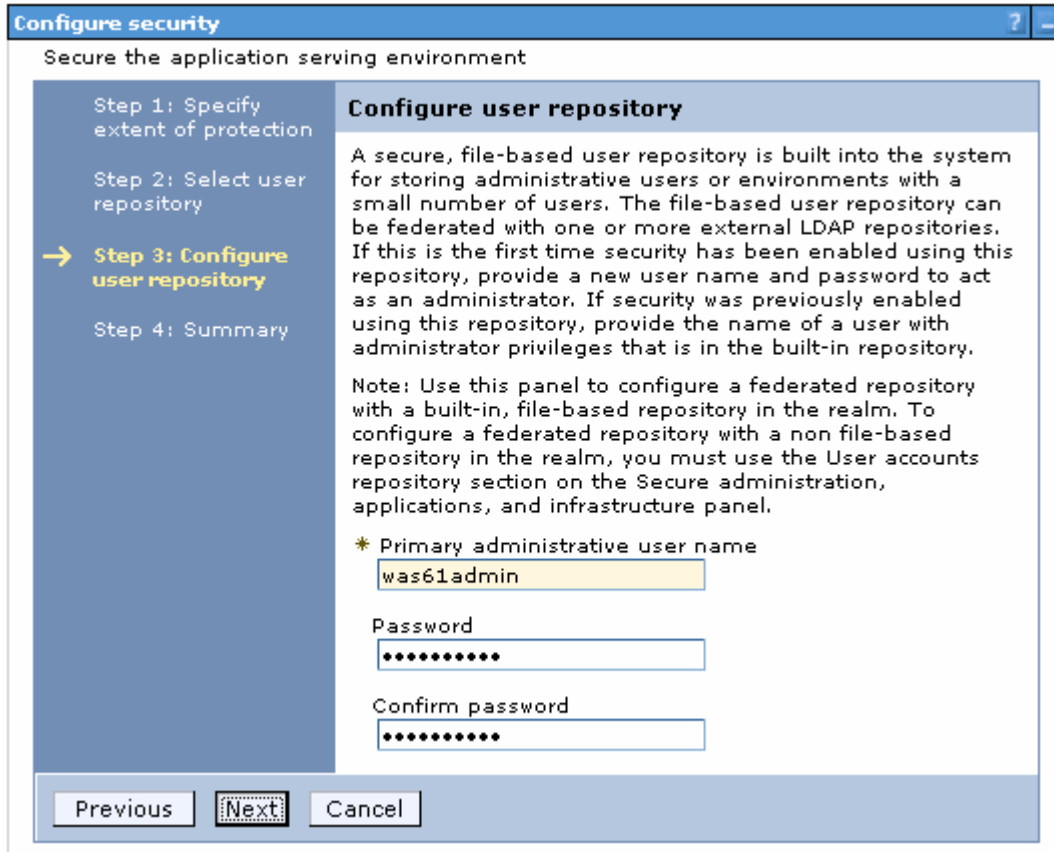 Configure security
?
Secure the application serving environment
Step 1: Specify
extent of protection
Step 2: Select user
repository
Step 3: Configure
user repository
Step 4: Summary
Configure user repository
A secure, file-based user repository is built into the system
for storing administrative users or environments with a
small number of users. The file-based user repository can
be federated with one or more external LDAP repositories.
If this is the first time security has been enabled using this
repository, provide a new user name and password to act
as an administrator. If security was previously enabled
using this repository, provide the name of a user with
administrator privileges that is in the built-in repository.
Note: Use this panel to configure a federated repository
with a built-in, file-based repository in the realm. To
configure a federated repository with a non file-based
repository in the realm, you must use the User accounts
repository section on the Secure administration,
applications, and infrastructure panel.
* Primary administrative user name
was61admin
Password
••••••••••
Confirm password
••••••••••
Previous Next Cancel